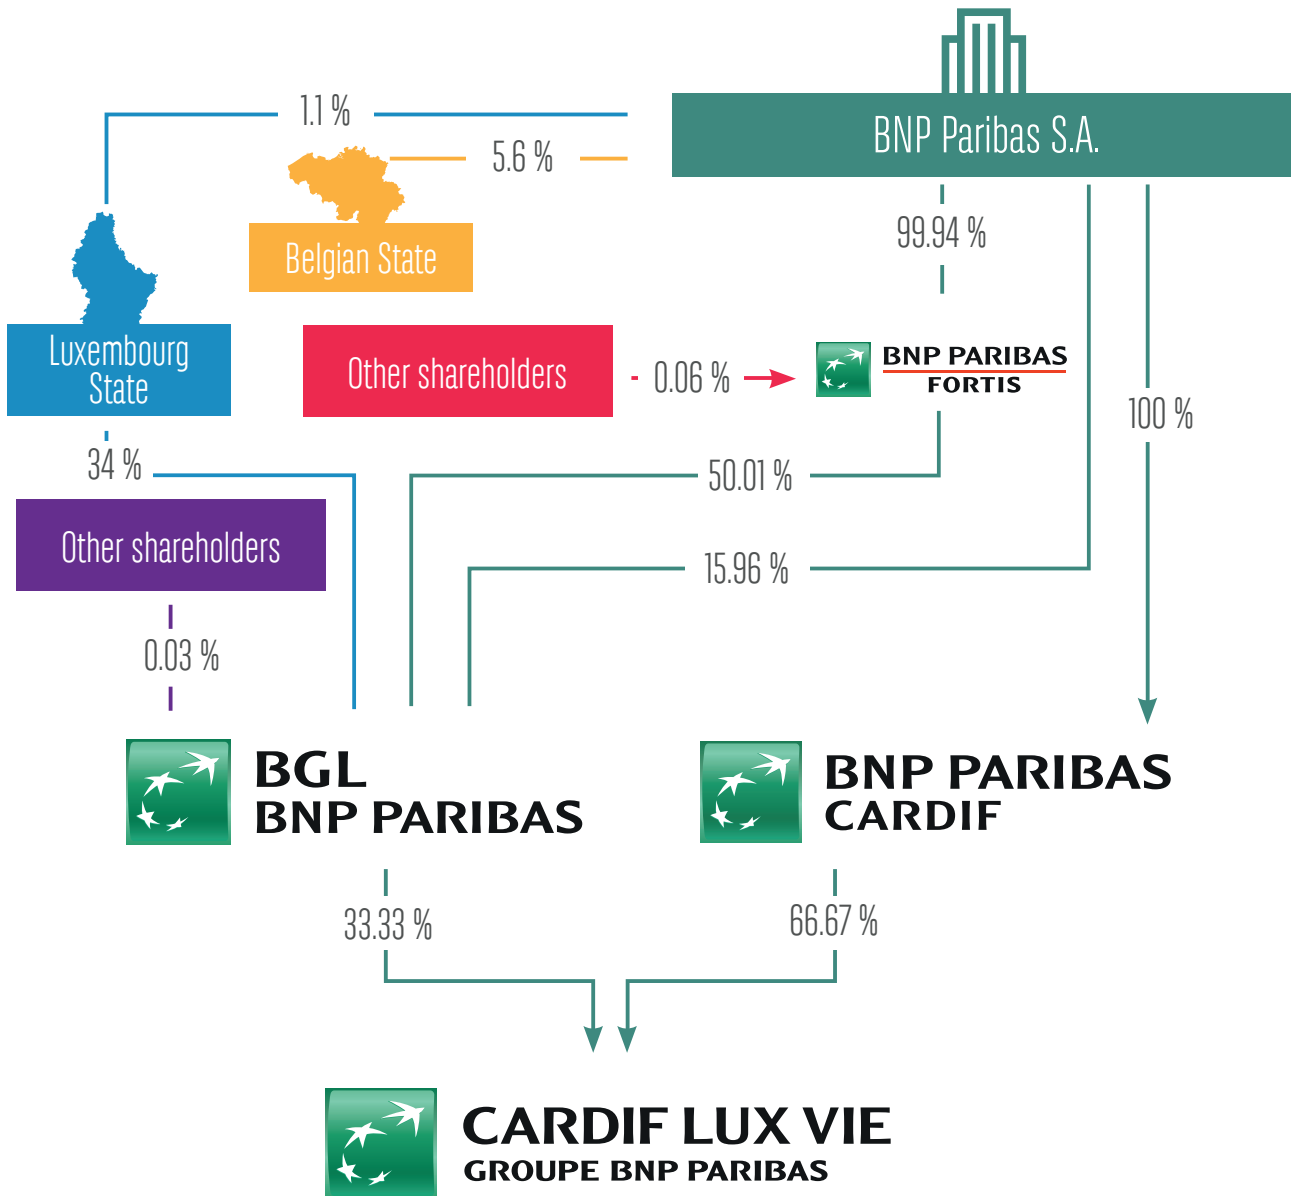 BNP Paribas S.A.
1.1 %
5.6 %
99.94 %
Belgian State
Luxembourg
State
Other shareholders
0.06 %
BNP PARIBAS
FORTIS
100 %
34 %
50.01 %
Other shareholders
15.96 %
0.03 %
BGL
BNP PARIBAS
BNP PARIBAS
CARDIF
33.33 %
66.67 %
CARDIF LUX VIE
GROUPE BNP PARIBAS